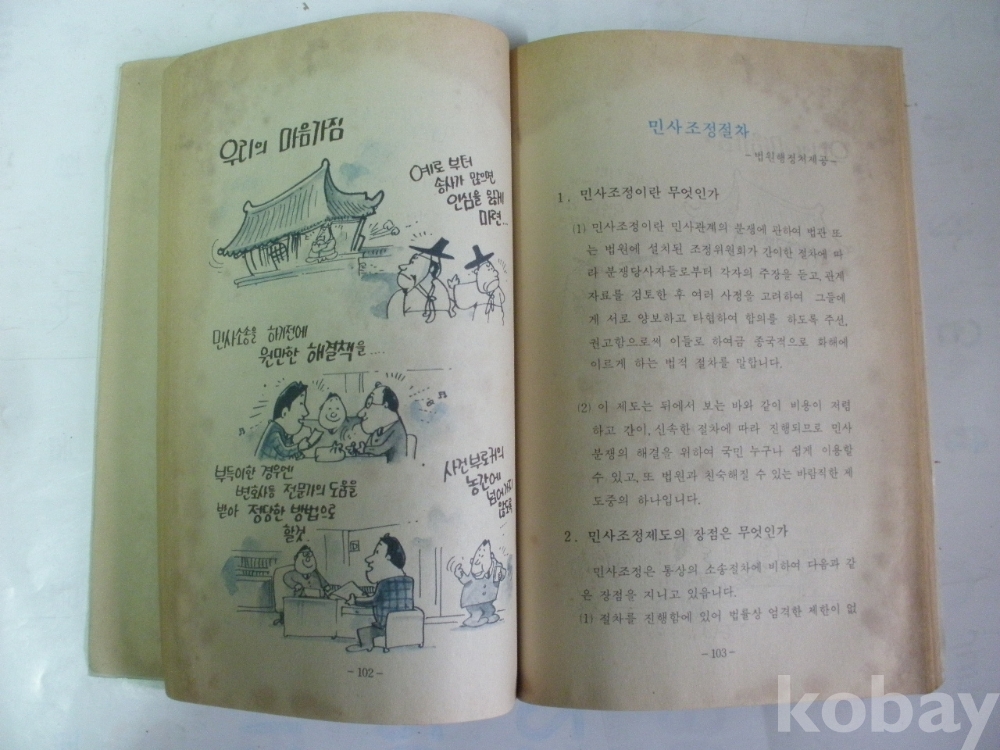 우리의 마음가짐
예로부터
송사가 많으면
인심을 잃게
마련...
민사소송을 하기전에
원만한 해결책을....
부득이한 경우엔
변호사등 전문가의 도움을
받아 정당한 방법으로
할것.
사건부로커의
농간에
넘어가지
않도록
- 102 -
민사조정절차
- 법원행정처제공 -
1. 민사조정이란 무엇인가
(1) 민사조정이란 민사관계의 분쟁에 관하여 법관 또
는 법원에 설치된 조정위원회가 간이한 절차에 따
라 분쟁당사자들로부터 각자의 주장을 듣고, 관계
자료를 검토한 후 여러 사정을 고려하여 그들에
게 서로 양보하고 타협하여 합의를 하도록 주선,
권고함으로써 이들로 하여금 종국적으로 화해에
이르게 하는 법적 절차를 말합니다.
(2) 이 제도는 뒤에서 보는 바와 같이 비용이 저렴
하고 간이, 신속한 절차에 따라 진행되므로 민사
분쟁의 해결을 위하여 국민 누구나 쉽게 이용할
수 있고, 또 법원과 친숙해질 수 있는 바람직한 제
도중의 하나입니다.
2. 민사조정제도의 장점은 무엇인가
민사조정은 통상의 소송절차에 비하여 다음과 같
은 장점을 지니고 있읍니다.
(1) 절차를 진행함에 있어 법률상 엄격한 제한이 없
- 103 -
kobay